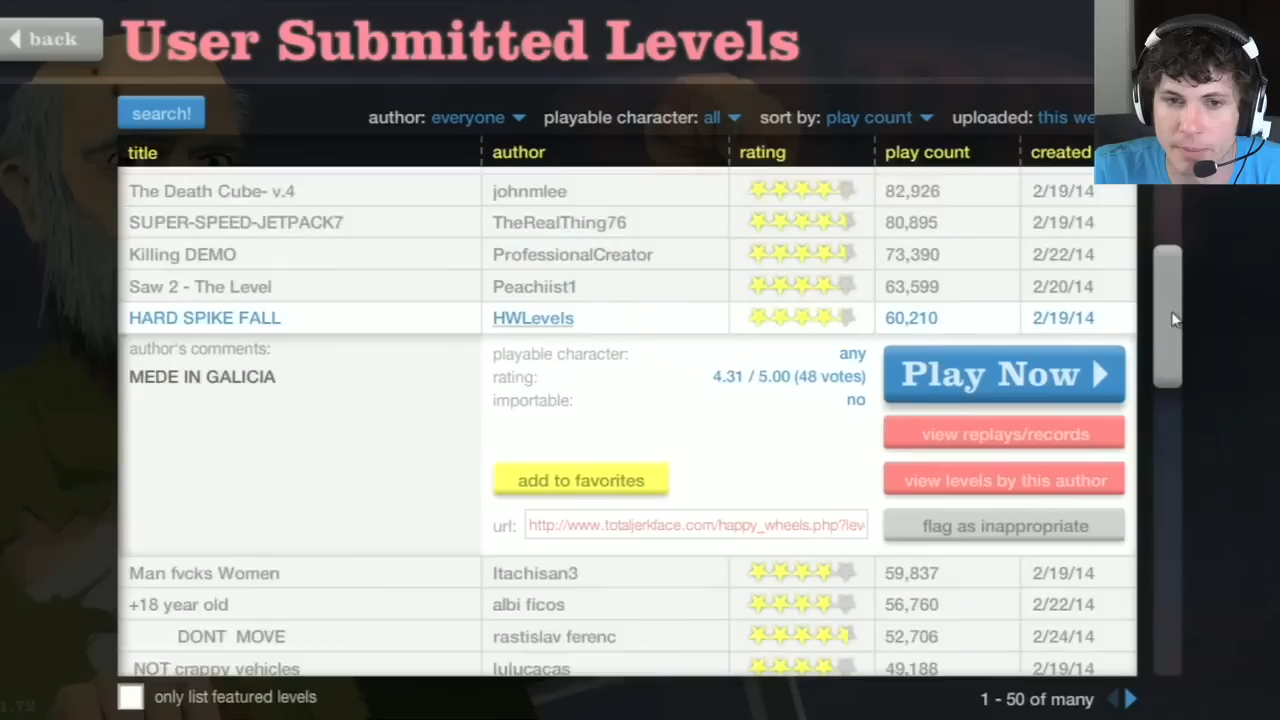 back
User Submitted Levels
search!
author: everyone playable character: all sort by: play count uploaded: this we
title author rating play count created
The Death Cube- v.4 johnmlee 82,926 2/19/14
SUPER-SPEED-JETPACK7 TheRealThing76 80,895 2/19/14
Killing DEMO ProfessionalCreator 73,390 2/22/14
Saw 2 - The Level Peachiist1 63,599 2/20/14
HARD SPIKE FALL HWLevels 60,210 2/19/14
author's comments:
MEDE IN GALICIA
playable character: any
rating: 4.31 / 5.00 (48 votes)
importable: no
add to favorites
url: http://www.totaljerkface.com/happy_wheels.php?lev
Play Now
view replays/records
view levels by this author
flag as inappropriate
Man fvcks Women Itachisan3 59,837 2/19/14
+18 year old albi ficos 56,760 2/22/14
DONT MOVE rastislav ferenc 52,706 2/24/14
NOT crappy vehicles lulucacas 49,188 2/19/14
only list featured levels
1 - 50 of many
1.72